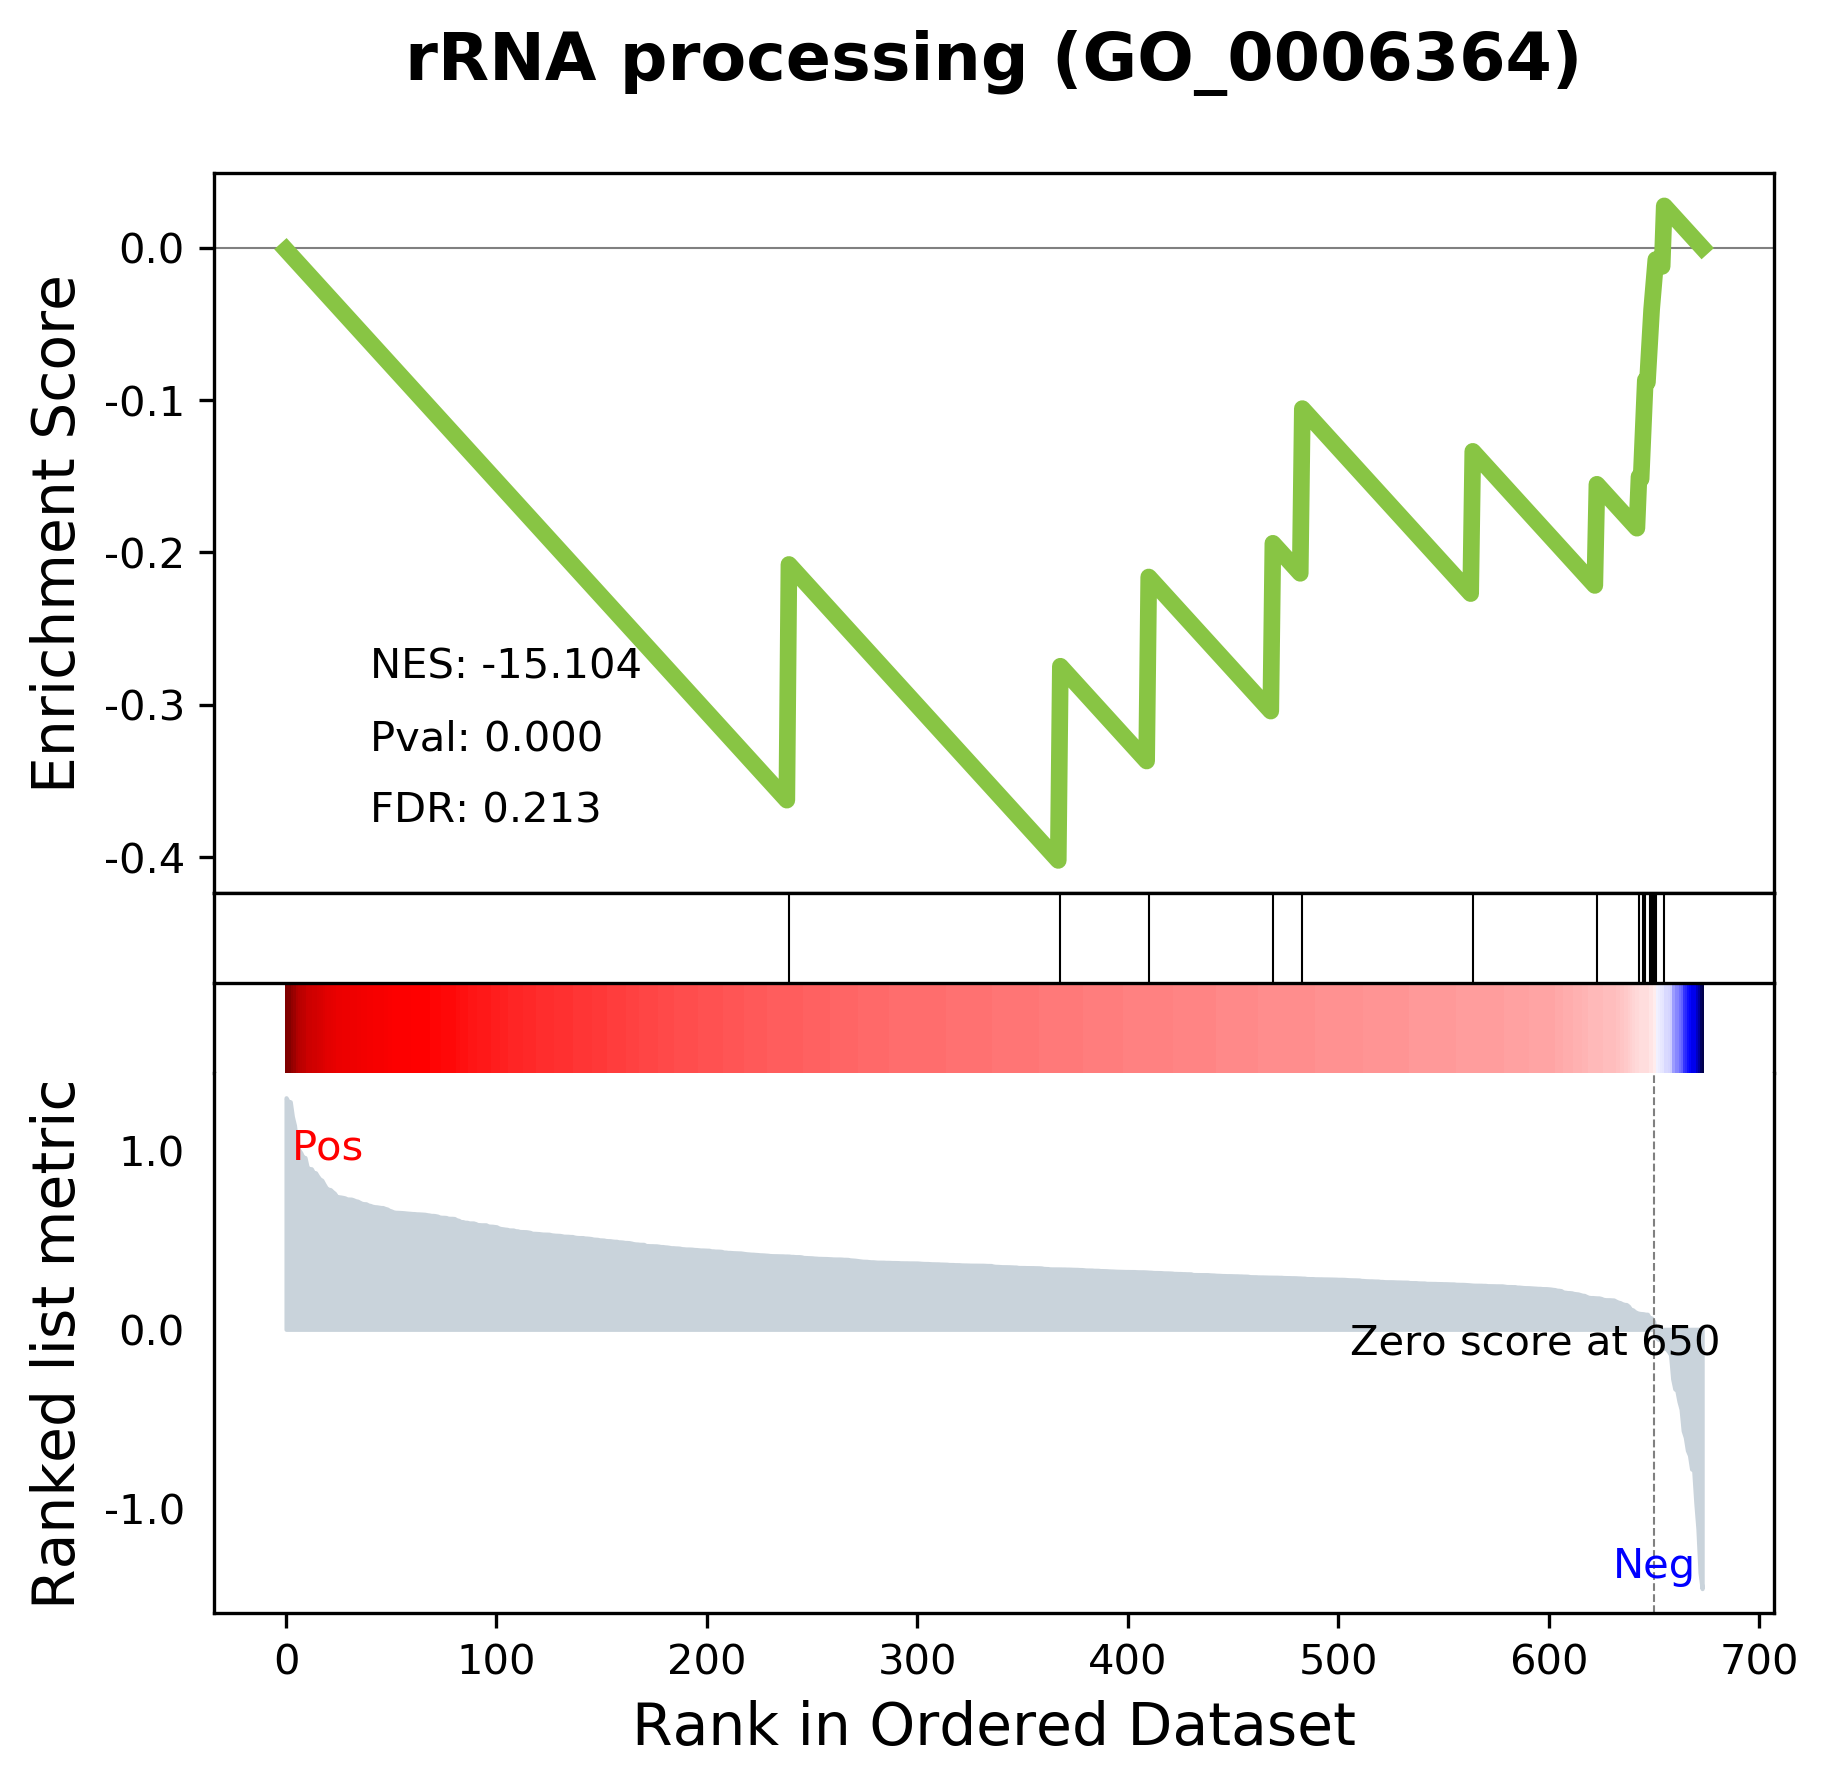 rRNA processing (GO_0006364)
Enrichment Score
0.0
-0.1
-0.2
-0.3
-0.4
NES: -15.104
Pval: 0.000
FDR: 0.213
Ranked list metric
1.0
0.0
-1.0
Pos
Zero score at 650
Neg
0 100 200 300 400 500 600 700
Rank in Ordered Dataset